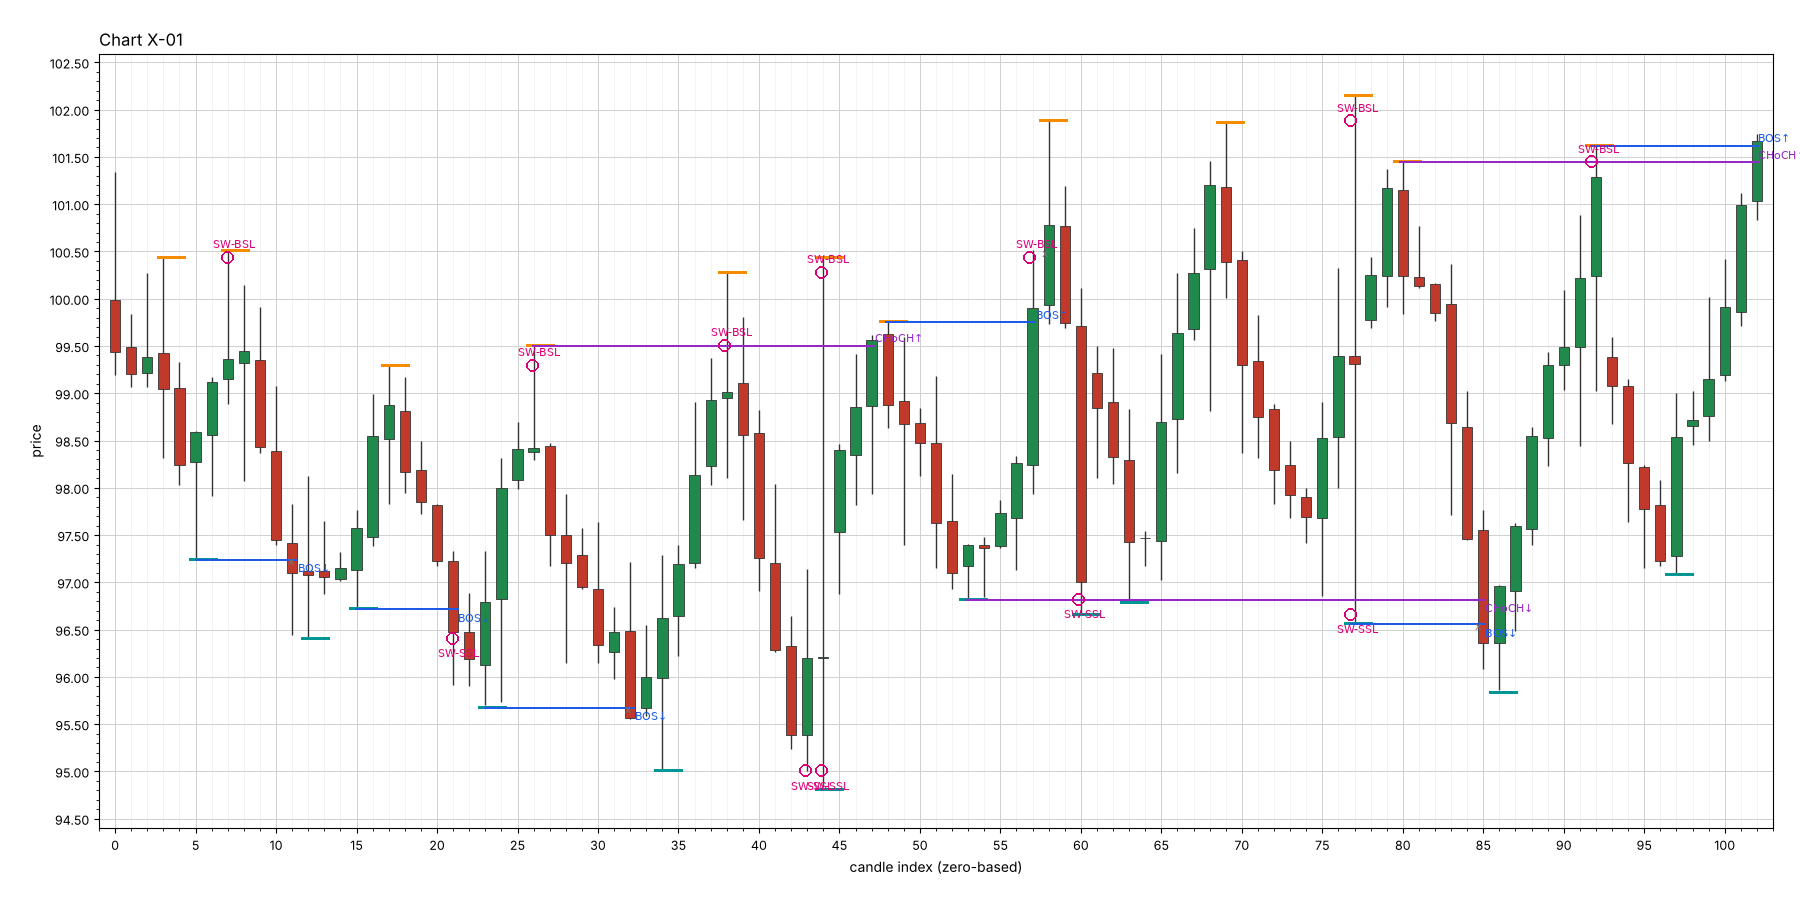 Chart X-01
102.50
102.00
101.50
101.00
100.50
100.00
99.50
99.00
98.50
98.00
97.50
97.00
96.50
96.00
95.50
95.00
94.50
price
SW-BSL
BOS↑
SW-BSL
CHoCH
SW-BSL
SW-BSL
SW-BSL
BOS↑
SW-BSL
CHoCH↑
SW-BSL
BOS↓
CHoCH↓
SW-SSL
BOS↓
SW-SSL
BOS↓
SW-SSL
BOS↓
SW-SSL
SW-SSL
0 5 10 15 20 25 30 35 40 45 50 55 60 65 70 75 80 85 90 95 100
candle index (zero-based)